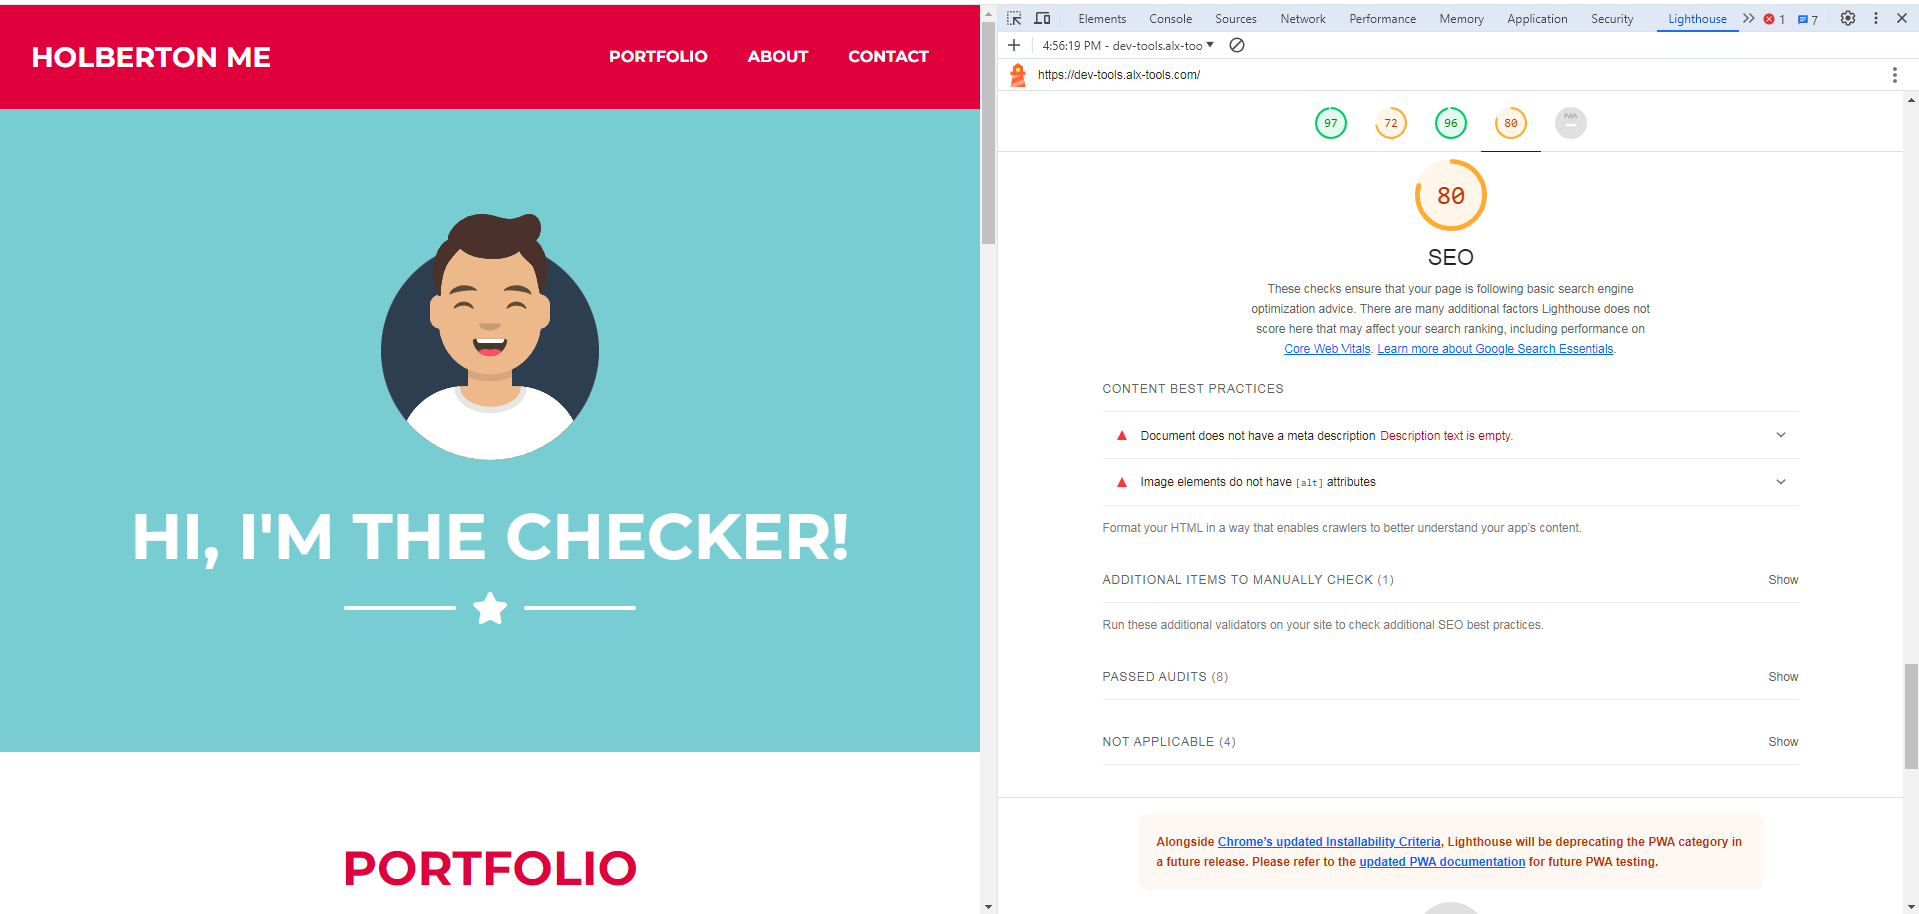 HOLBERTON ME
PORTFOLIO ABOUT CONTACT
HI, I'M THE CHECKER!
PORTFOLIO
Elements Console Sources Network Performance Memory Application Security Lighthouse 1 7
4:56:19 PM - dev-tools.alx-too
https://dev-tools.alx-tools.com/
97 72 96 80 PWA
80
SEO
These checks ensure that your page is following basic search engine
optimization advice. There are many additional factors Lighthouse does not
score here that may affect your search ranking, including performance on
Core Web Vitals. Learn more about Google Search Essentials.
CONTENT BEST PRACTICES
Document does not have a meta description Description text is empty.
Image elements do not have [alt] attributes
Format your HTML in a way that enables crawlers to better understand your app's content.
ADDITIONAL ITEMS TO MANUALLY CHECK (1) Show
Run these additional validators on your site to check additional SEO best practices.
PASSED AUDITS (8) Show
NOT APPLICABLE (4) Show
Alongside Chrome's updated Installability Criteria, Lighthouse will be deprecating the PWA category in
a future release. Please refer to the updated PWA documentation for future PWA testing.